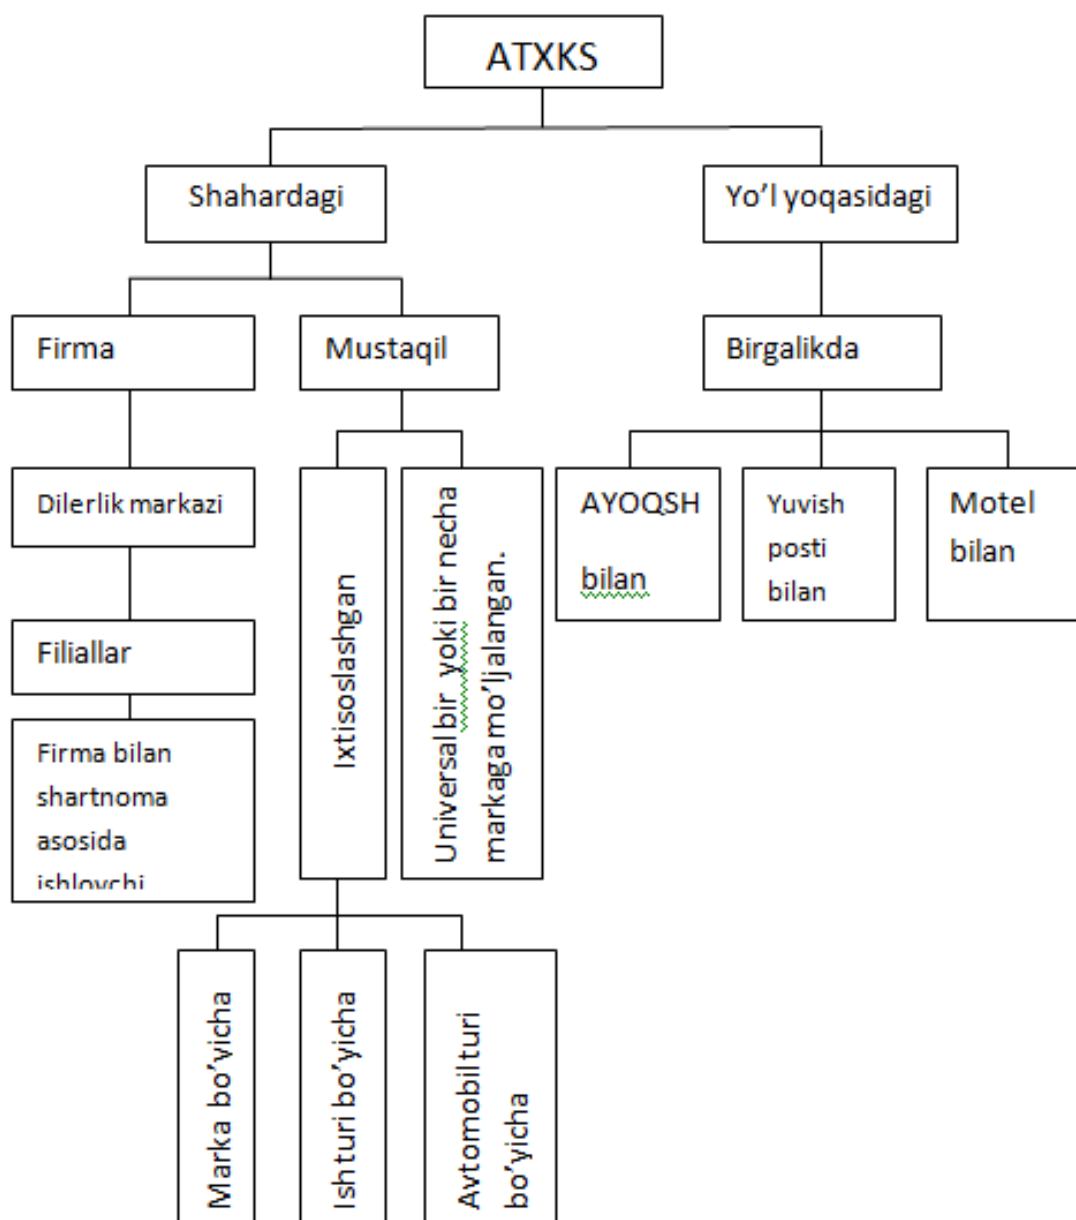 ATXKS
Shahardagi
Yo’l yoqasidagi
Firma
Mustaqil
Birgalikda
Dilerlik markazi
Ixtisoslashgan
Universal bir yoki bir necha
markaga mo’ljalangan.
AYOQSH
bilan
Yuvish
posti
bilan
Motel
bilan
Filiallar
Firma bilan
shartnoma
asosida
ishlovchi
Marka bo’yicha
Ish turi bo’yicha
Avtomobil turi
bo’yicha